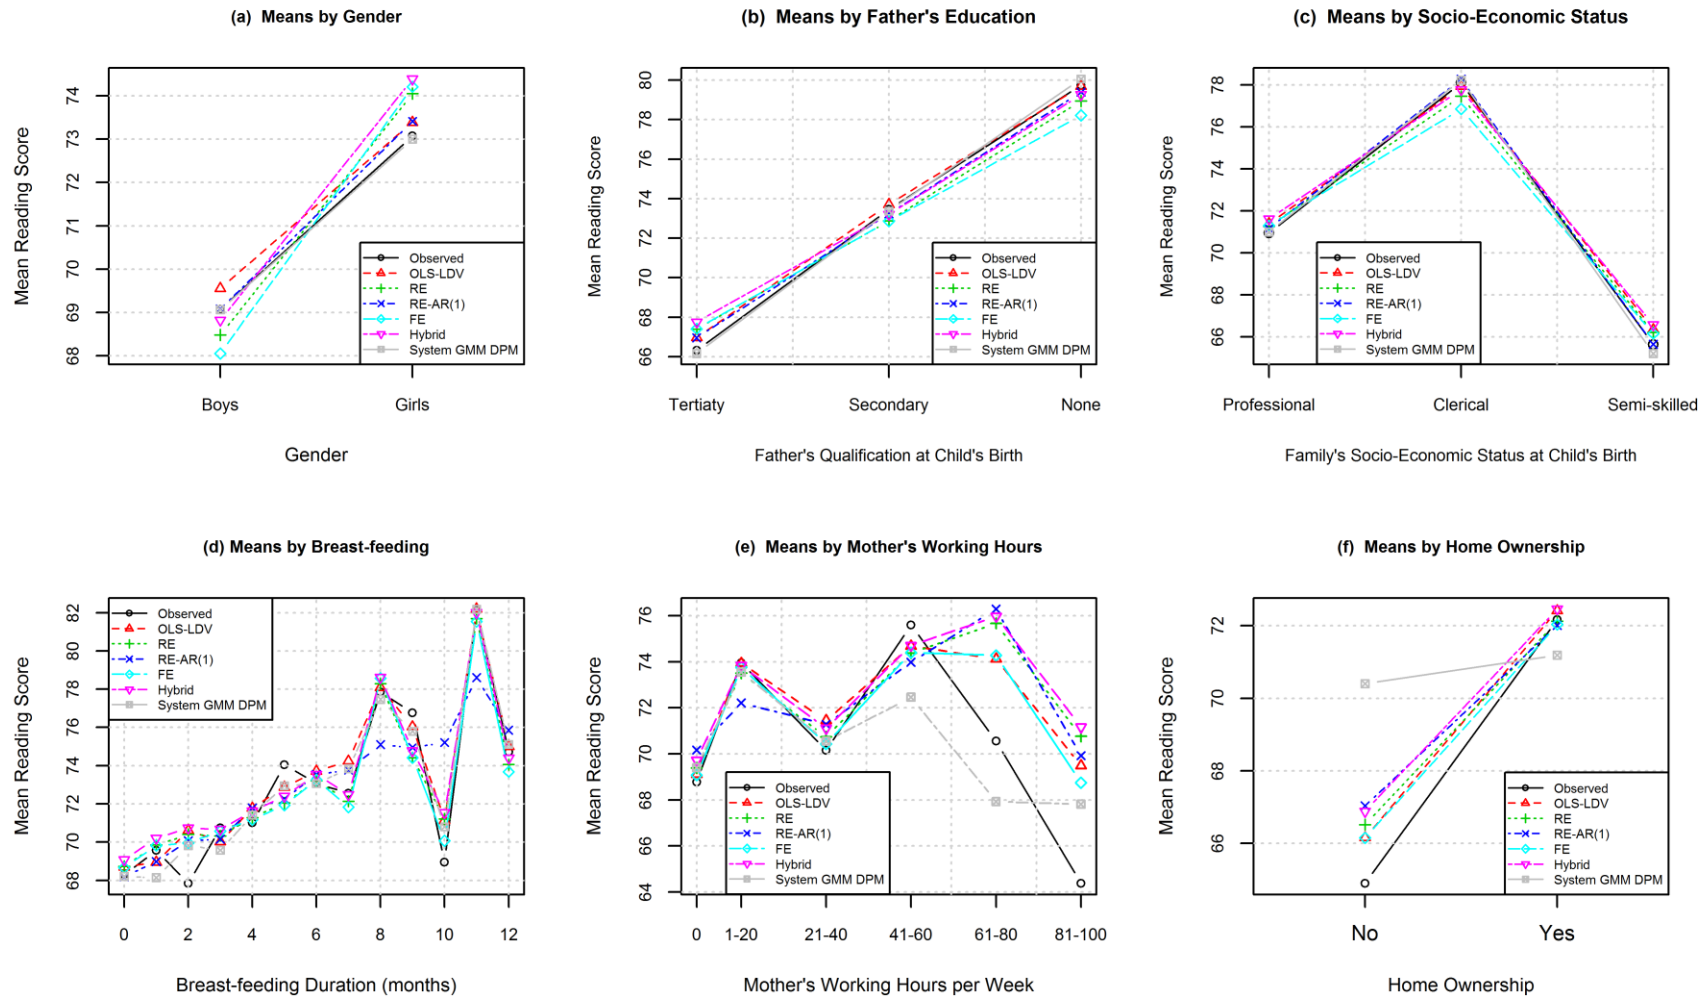 (a) Means by Gender
Mean Reading Score
74
73
72
71
70
69
68
Observed
OLS-LDV
RE
RE-AR(1)
FE
Hybrid
System GMM DPM
Boys
Girls
Gender
(b) Means by Father's Education
Mean Reading Score
80
78
76
74
72
70
68
66
Observed
OLS-LDV
RE
RE-AR(1)
FE
Hybrid
System GMM DPM
Tertiaty
Secondary
None
Father's Qualification at Child's Birth
(c) Means by Socio-Economic Status
Mean Reading Score
78
76
74
72
70
68
66
Observed
OLS-LDV
RE
RE-AR(1)
FE
Hybrid
System GMM DPM
Professional
Clerical
Semi-skilled
Family's Socio-Economic Status at Child's Birth
(d) Means by Breast-feeding
Mean Reading Score
82
80
78
76
74
72
70
68
Observed
OLS-LDV
RE
RE-AR(1)
FE
Hybrid
System GMM DPM
0
2
4
6
8
10
12
Breast-feeding Duration (months)
(e) Means by Mother's Working Hours
Mean Reading Score
76
74
72
70
68
66
64
Observed
OLS-LDV
RE
RE-AR(1)
FE
Hybrid
System GMM DPM
0
1-20
21-40
41-60
61-80
81-100
Mother's Working Hours per Week
(f) Means by Home Ownership
Mean Reading Score
72
70
68
66
Observed
OLS-LDV
RE
RE-AR(1)
FE
Hybrid
System GMM DPM
No
Yes
Home Ownership